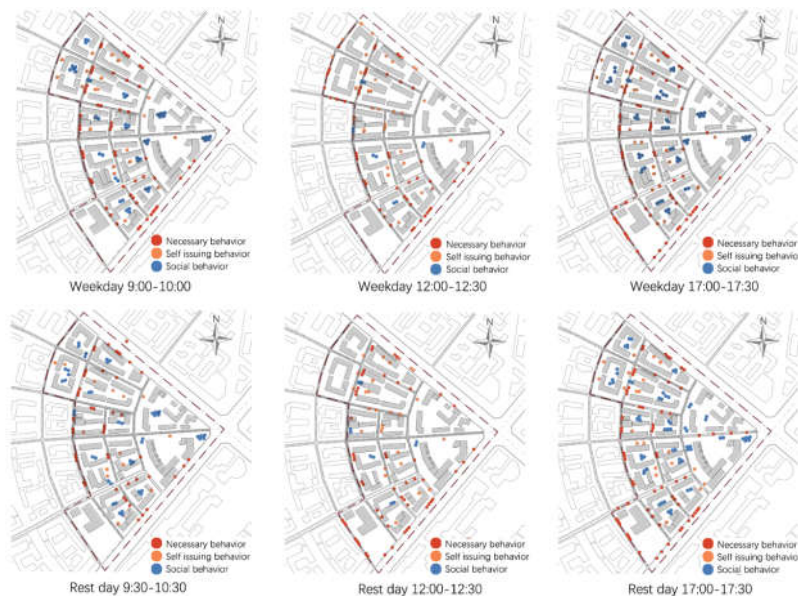 N
Necessary behavior
Self issuing behavior
Social behavior
Weekday 9:00-10:00
N
Necessary behavior
Self issuing behavior
Social behavior
Weekday 12:00-12:30
N
Necessary behavior
Self issuing behavior
Social behavior
Weekday 17:00-17:30
N
Necessary behavior
Self issuing behavior
Social behavior
Rest day 9:30-10:30
N
Necessary behavior
Self issuing behavior
Social behavior
Rest day 12:00-12:30
N
Necessary behavior
Self issuing behavior
Social behavior
Rest day 17:00-17:30